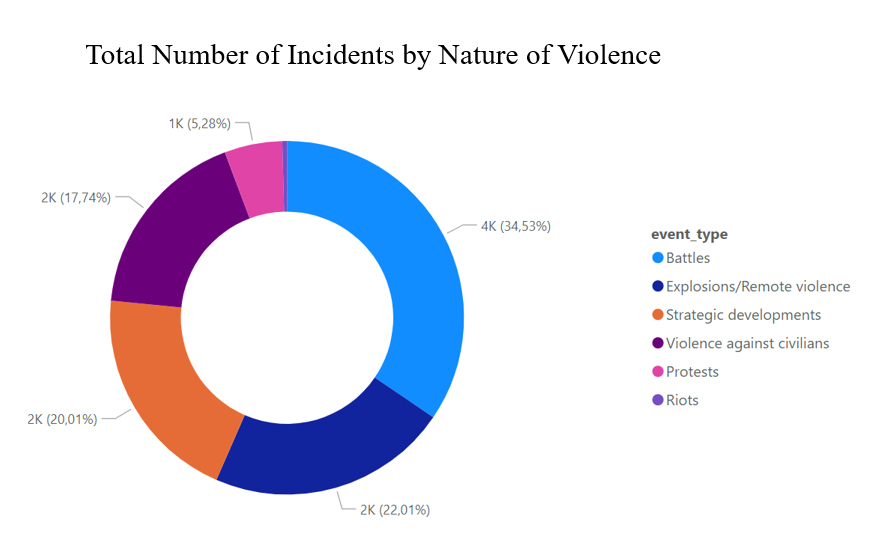 Total Number of Incidents by Nature of Violence
1K (5,28%)
2K (17,74%)
4K (34,53%)
2K (20,01%)
2K (22,01%)
event_type
Battles
Explosions/Remote violence
Strategic developments
Violence against civilians
Protests
Riots